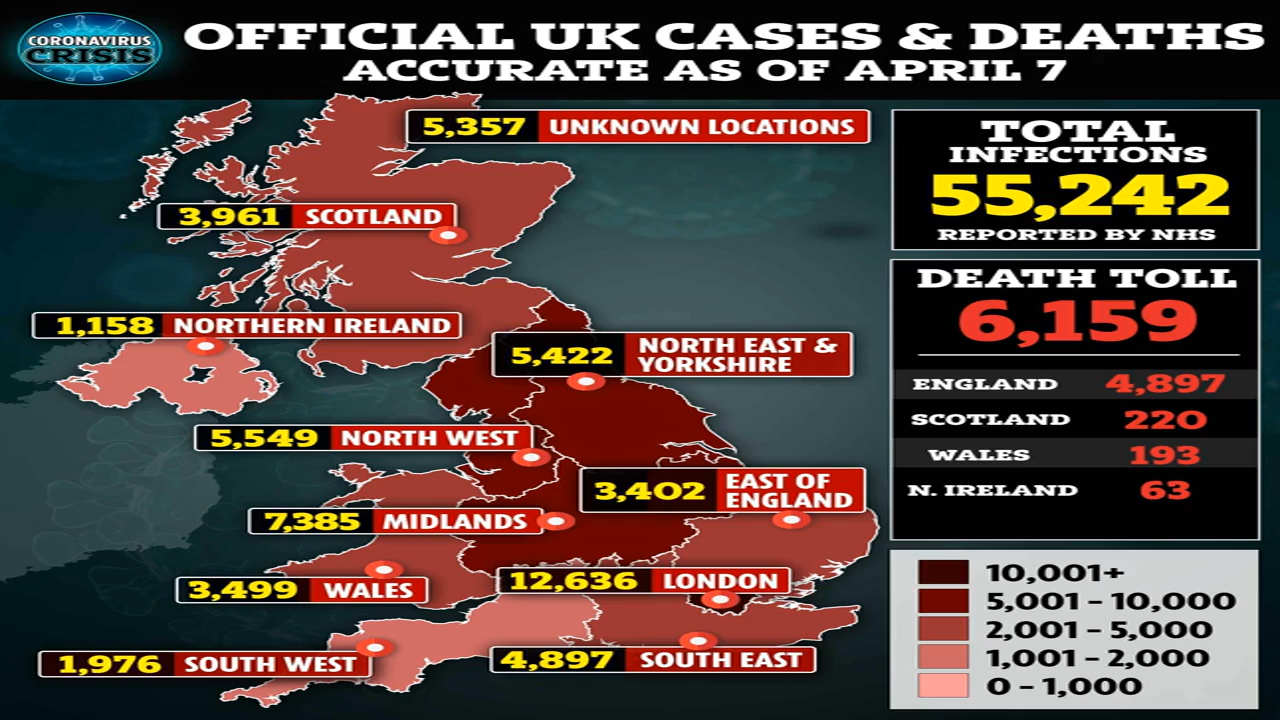 CORONAVIRUS
CRISIS
OFFICIAL UK CASES & DEATHS
ACCURATE AS OF APRIL 7
5,357 UNKNOWN LOCATIONS
3,961 SCOTLAND
1,158 NORTHERN IRELAND
5,422 NORTH EAST &
YORKSHIRE
5,549 NORTH WEST
3,402 EAST OF
ENGLAND
7,385 MIDLANDS
3,499 WALES
12,636 LONDON
1,976 SOUTH WEST
4,897 SOUTH EAST
TOTAL
INFECTIONS
55,242
REPORTED BY NHS
DEATH TOLL
6,159
ENGLAND 4,897
SCOTLAND 220
WALES 193
N. IRELAND 63
10,001+
5,001 - 10,000
2,001 - 5,000
1,001 - 2,000
0 - 1,000